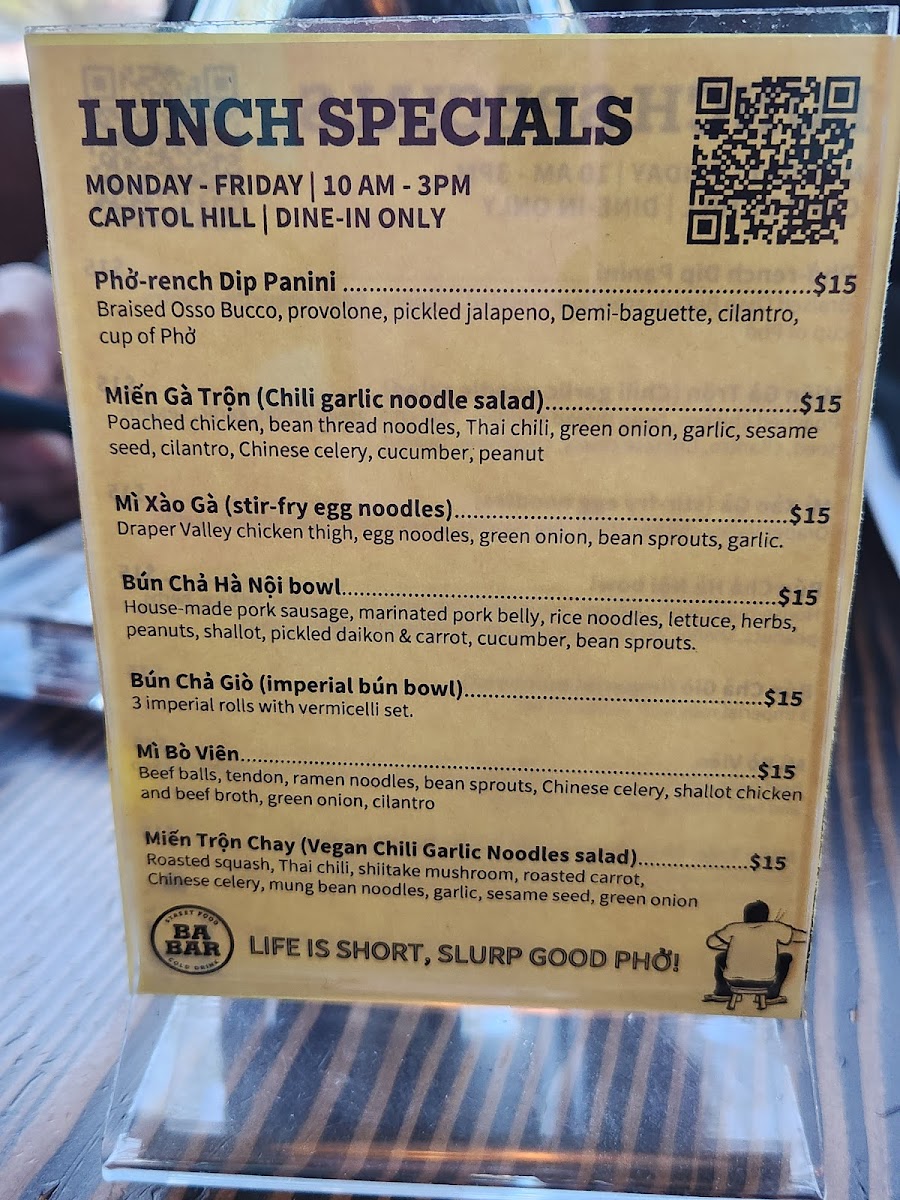 LUNCH SPECIALS
MONDAY - FRIDAY | 10 AM - 3PM
CAPITOL HILL | DINE-IN ONLY
Phở-rench Dip Panini ....................................................................$15
Braised Osso Bucco, provolone, pickled jalapeno, Demi-baguette, cilantro,
cup of Phở
Miến Gà Trộn (Chili garlic noodle salad)....................................$15
Poached chicken, bean thread noodles, Thai chili, green onion, garlic, sesame
seed, cilantro, Chinese celery, cucumber, peanut
Mì Xào Gà (stir-fry egg noodles)..................................................$15
Draper Valley chicken thigh, egg noodles, green onion, bean sprouts, garlic.
Bún Chả Hà Nội bowl....................................................................$15
House-made pork sausage, marinated pork belly, rice noodles, lettuce, herbs,
peanuts, shallot, pickled daikon & carrot, cucumber, bean sprouts.
Bún Chả Giò (imperial bún bowl)..............................................$15
3 imperial rolls with vermicelli set.
Mì Bò Viên....................................................................................$15
Beef balls, tendon, ramen noodles, bean sprouts, Chinese celery, shallot chicken
and beef broth, green onion, cilantro
Miến Trộn Chay (Vegan Chili Garlic Noodles salad)..................$15
Roasted squash, Thai chili, shiitake mushroom, roasted carrot,
Chinese celery, mung bean noodles, garlic, sesame seed, green onion
STREET FOOD
BA
BAR
COLD DRINK
LIFE IS SHORT, SLURP GOOD PHỞ!